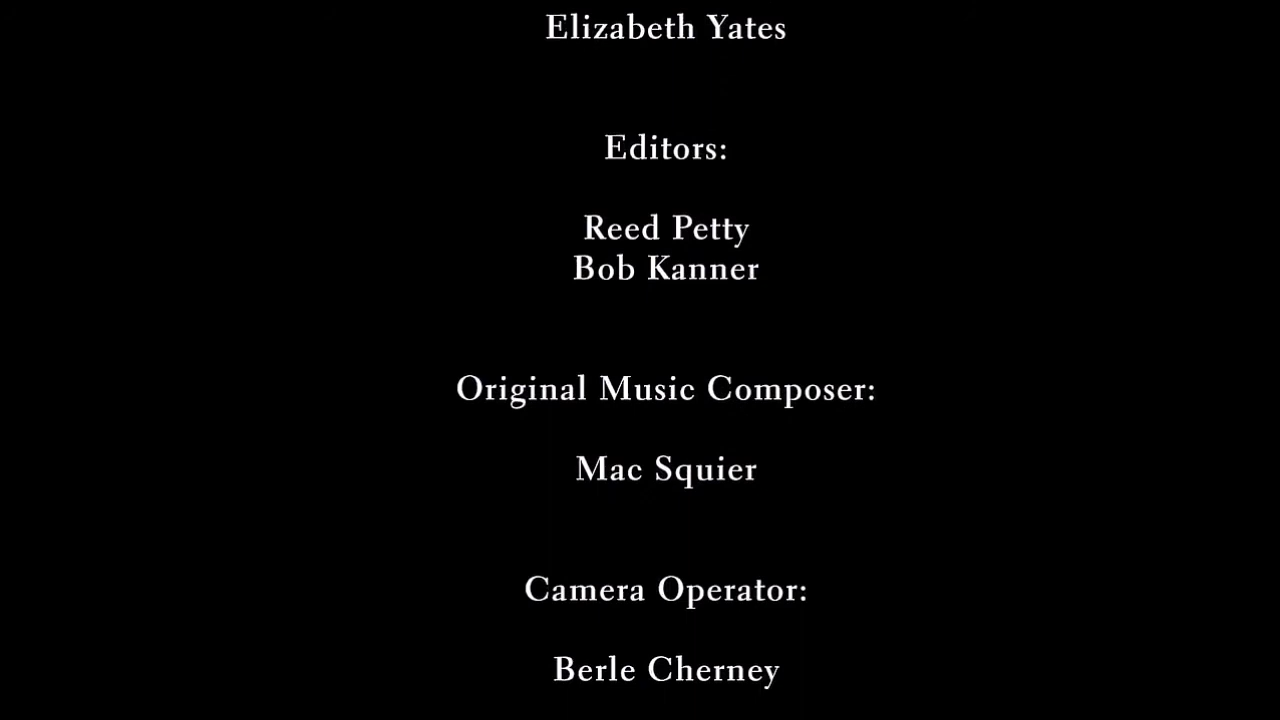 Elizabeth Yates
Editors:
Reed Petty
Bob Kanner
Original Music Composer:
Mac Squier
Camera Operator:
Berle Cherney